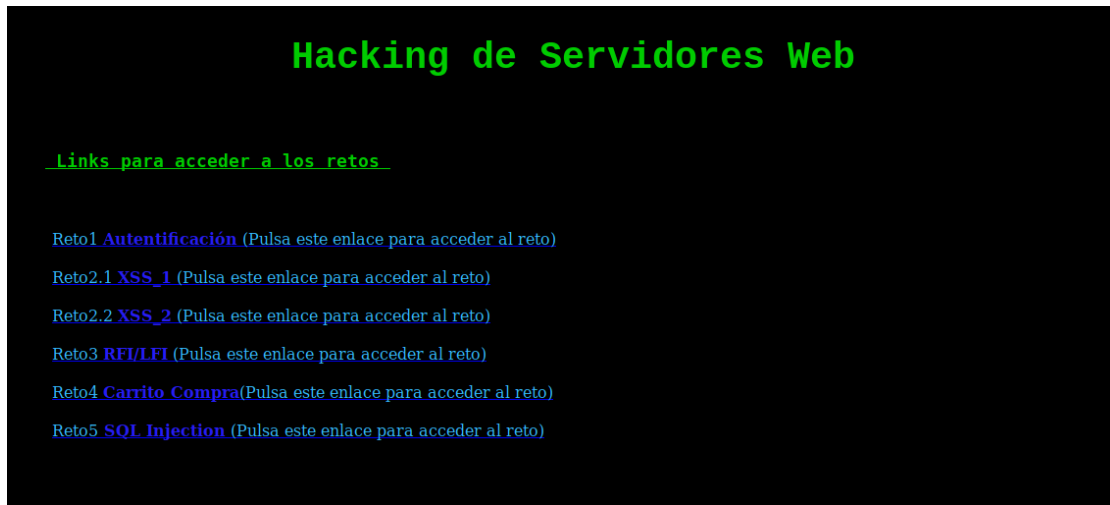 Hacking de Servidores Web
Links para acceder a los retos
Reto1 Autentificación (Pulsa este enlace para acceder al reto)
Reto2.1 XSS_1 (Pulsa este enlace para acceder al reto)
Reto2.2 XSS_2 (Pulsa este enlace para acceder al reto)
Reto3 RFI/LFI (Pulsa este enlace para acceder al reto)
Reto4 Carrito Compra(Pulsa este enlace para acceder al reto)
Reto5 SQL Injection (Pulsa este enlace para acceder al reto)